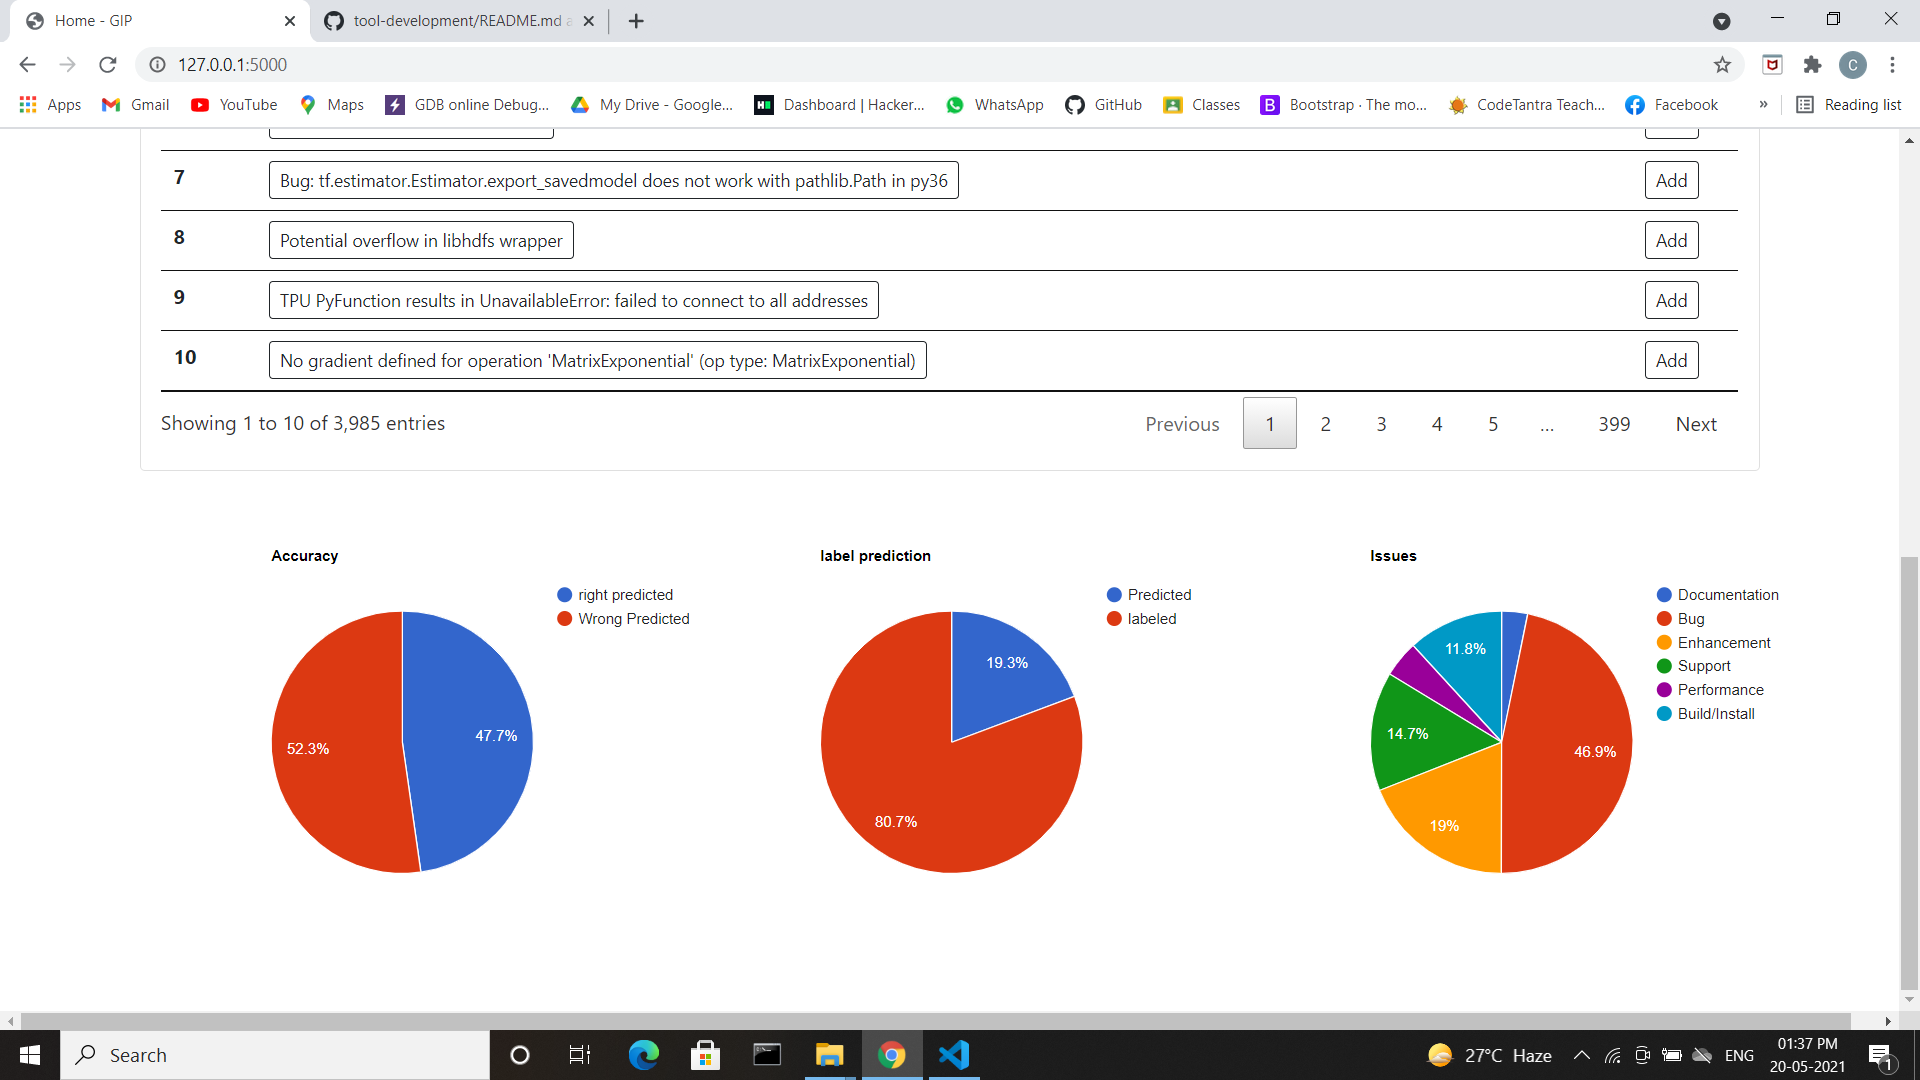 Home - GIP
tool-development/README.md a
127.0.0.1:5000
C
Apps
Gmail
YouTube
Maps
GDB online Debug...
My Drive - Google...
Dashboard | Hacker...
WhatsApp
GitHub
Classes
Bootstrap · The mo...
CodeTantra Teach...
Facebook
»
Reading list
7 Bug: tf.estimator.Estimator.export_savedmodel does not work with pathlib.Path in py36 Add
8 Potential overflow in libhdfs wrapper Add
9 TPU PyFunction results in UnavailableError: failed to connect to all addresses Add
10 No gradient defined for operation 'MatrixExponential' (op type: MatrixExponential) Add
Showing 1 to 10 of 3,985 entries
Previous 1 2 3 4 5 ... 399 Next
Accuracy
right predicted
Wrong Predicted
47.7%
52.3%
label prediction
Predicted
labeled
19.3%
80.7%
Issues
Documentation
Bug
Enhancement
Support
Performance
Build/Install
11.8%
14.7%
46.9%
19%
Search
27°C Haze
ENG
01:37 PM
20-05-2021
1